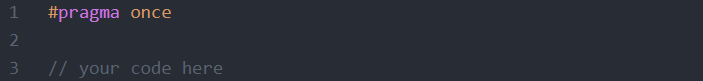 1 #pragma once
2
3 // your code here